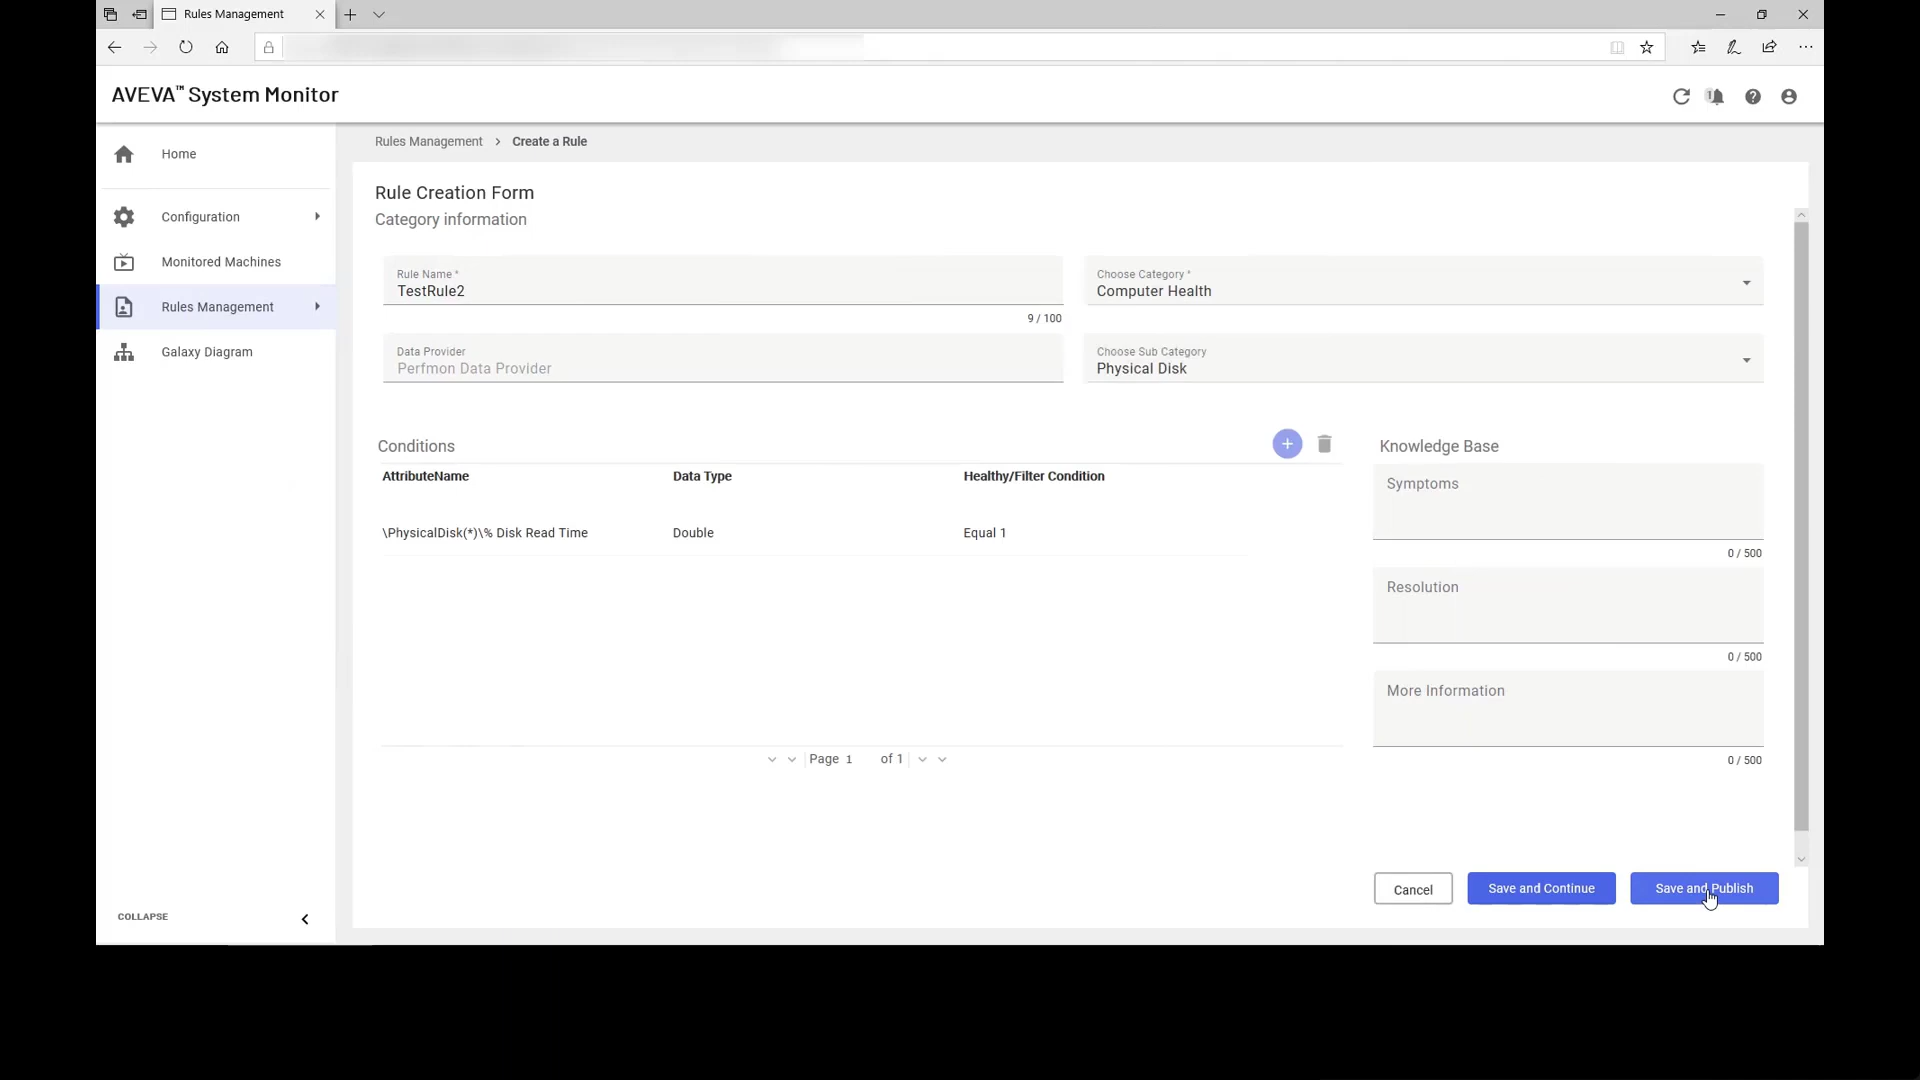 Rules Management
AVEVA™ System Monitor
1
Home
Configuration
Monitored Machines
Rules Management
Galaxy Diagram
COLLAPSE
Rules Management > Create a Rule
Rule Creation Form
Category information
Rule Name *
TestRule2
9 / 100
Choose Category *
Computer Health
Data Provider
Perfmon Data Provider
Choose Sub Category
Physical Disk
Conditions
AttributeName Data Type Healthy/Filter Condition
\PhysicalDisk(*)\% Disk Read Time Double Equal 1
Page 1 of 1
Knowledge Base
Symptoms
0 / 500
Resolution
0 / 500
More Information
0 / 500
Cancel Save and Continue Save and Publish